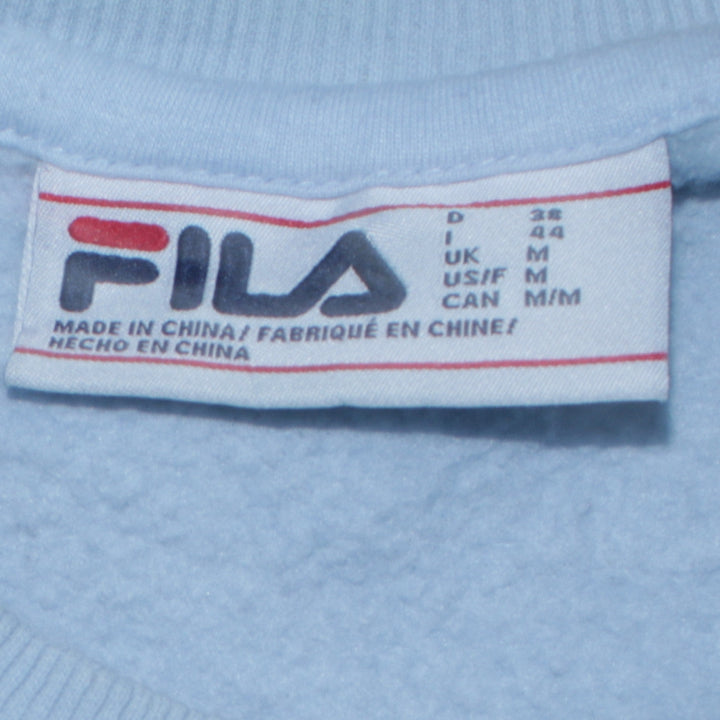 FILA
D 38
I 44
UK M
US/F M
CAN M/M
MADE IN CHINA/ FABRIQUÉ EN CHINE/
HECHO EN CHINA